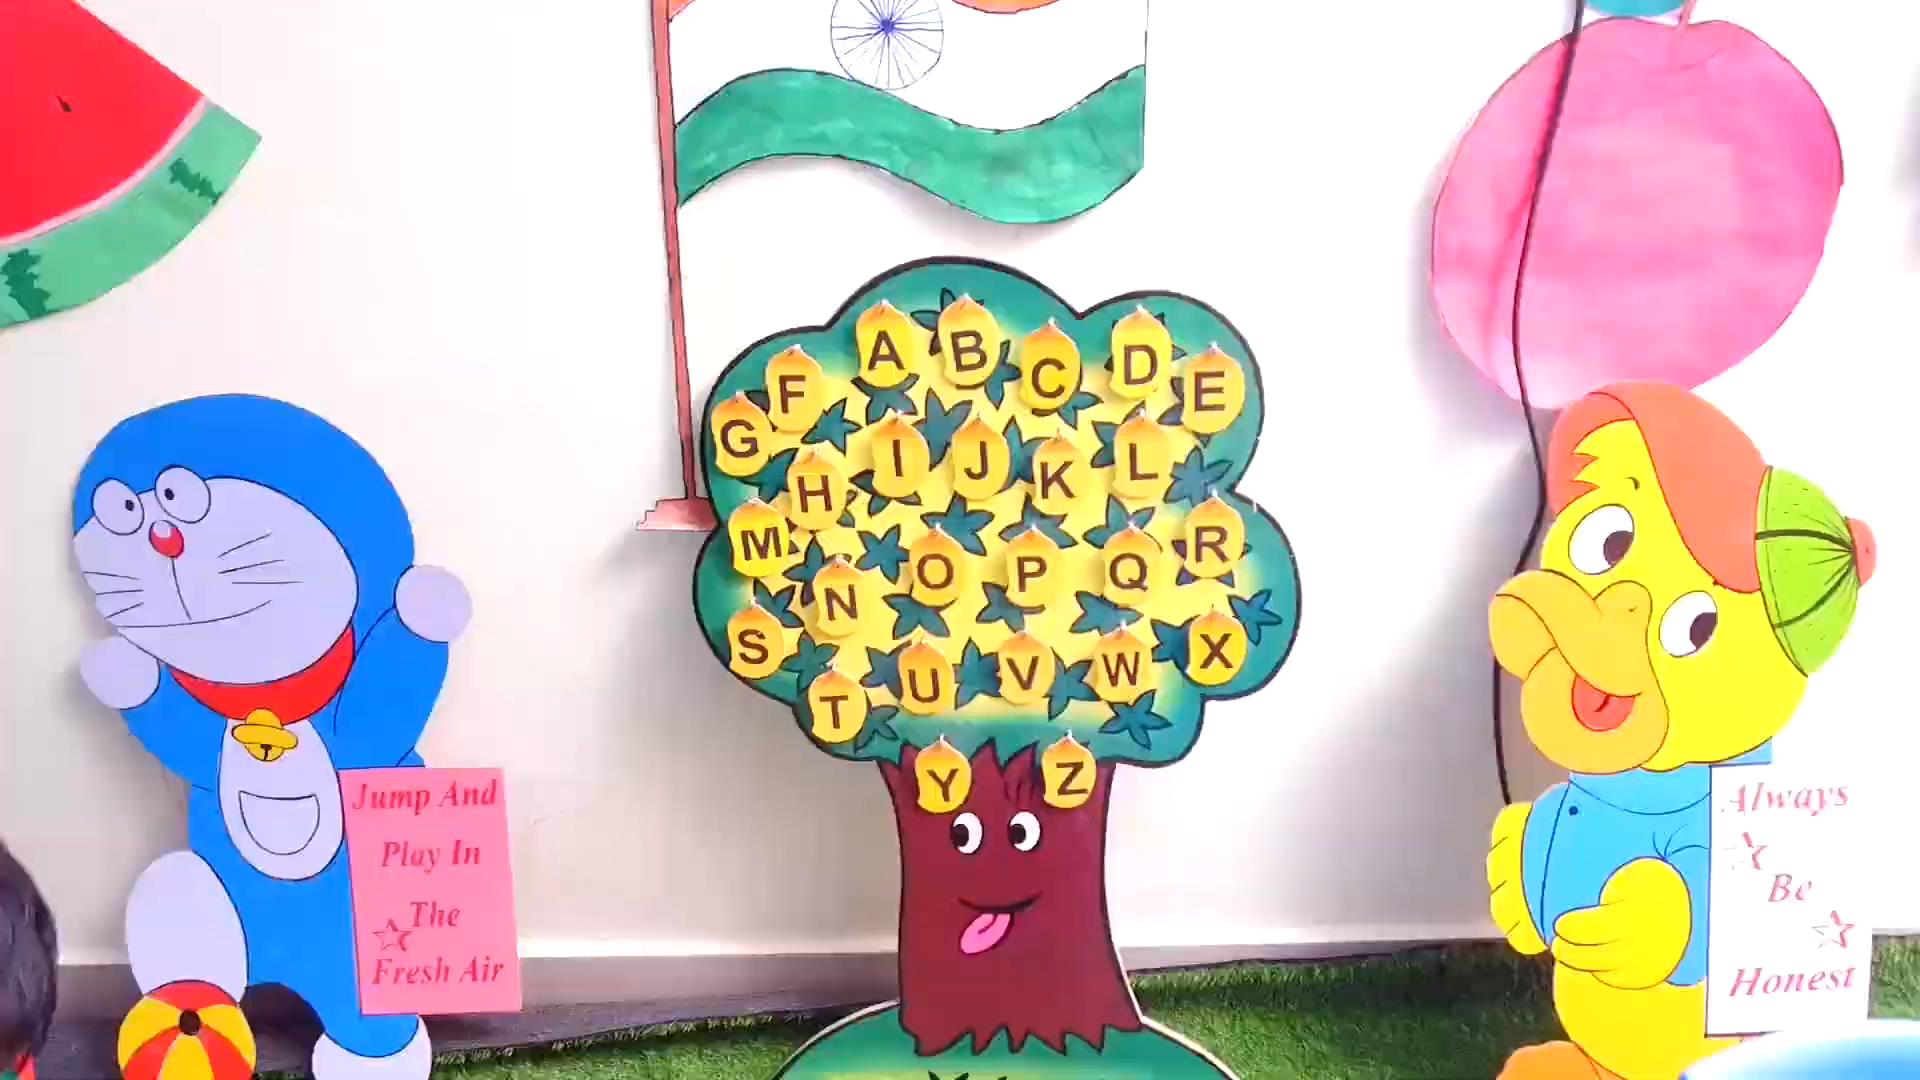 A B C D E
F
G H I J K L
M N O P Q R
S T U V W X
Y Z
Jump And
Play In
The
Fresh Air
Always
Be
Honest